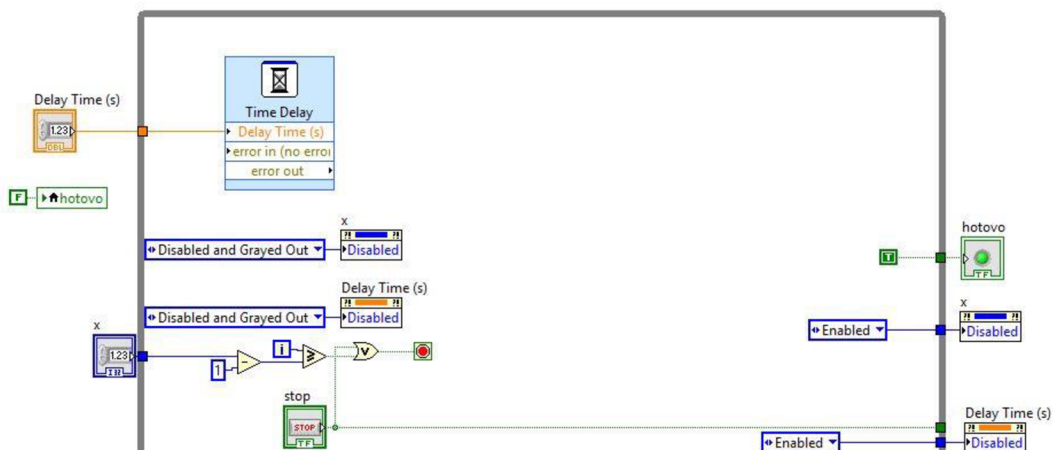 Delay Time (s)
1.23
DBL
Time Delay
Delay Time (s)
error in (no erroi
error out
F
hotovo
x
Disabled and Grayed Out
Disabled
Delay Time (s)
Disabled and Grayed Out
Disabled
x
1.23
i
1
v
stop
STOP
TF
T
hotovo
TF
x
Enabled
Disabled
Delay Time (s)
Enabled
Disabled